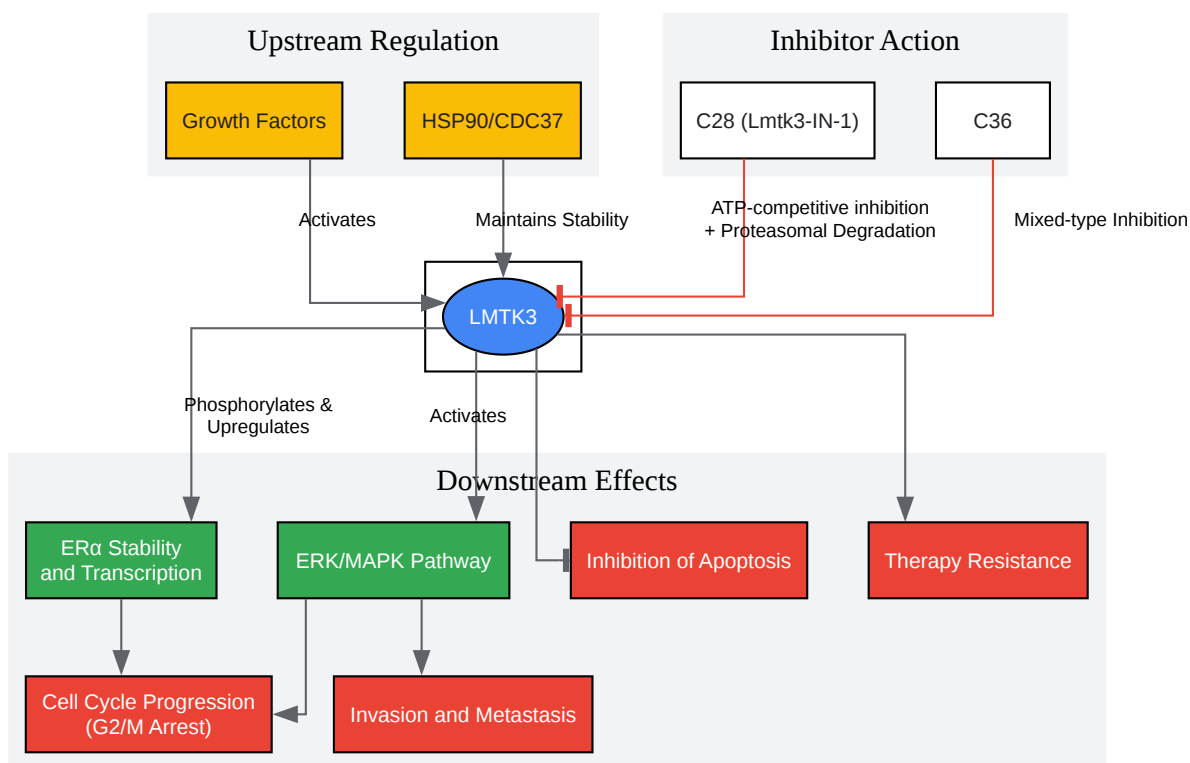 Upstream Regulation
Inhibitor Action
Growth Factors
HSP90/CDC37
C28 (Lmtk3-IN-1)
C36
Activates
Maintains Stability
ATP-competitive inhibition
+ Proteasomal Degradation
Mixed-type Inhibition
LMTK3
Phosphorylates &
Upregulates
Activates
Downstream Effects
ERα Stability
and Transcription
ERK/MAPK Pathway
Inhibition of Apoptosis
Therapy Resistance
Cell Cycle Progression
(G2/M Arrest)
Invasion and Metastasis